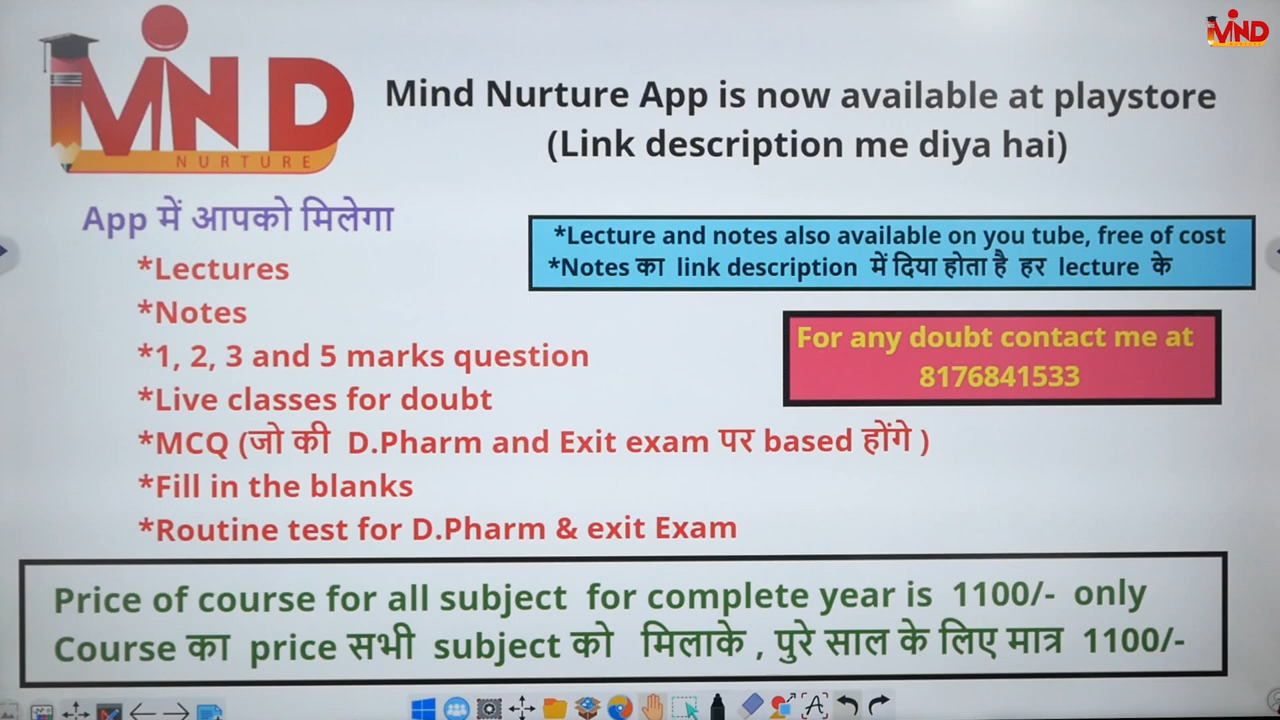 MIND
NURTURE
MIND
NURTURE
Mind Nurture App is now available at playstore
(Link description me diya hai)
App में आपको मिलेगा
*Lectures
*Notes
*1, 2, 3 and 5 marks question
*Live classes for doubt
*MCQ (जो की D.Pharm and Exit exam पर based होंगे )
*Fill in the blanks
*Routine test for D.Pharm & exit Exam
*Lecture and notes also available on you tube, free of cost
*Notes का link description में दिया होता है हर lecture के
For any doubt contact me at
8176841533
Price of course for all subject for complete year is 1100/- only
Course का price सभी subject को मिलाके , पुरे साल के लिए मात्र 1100/-